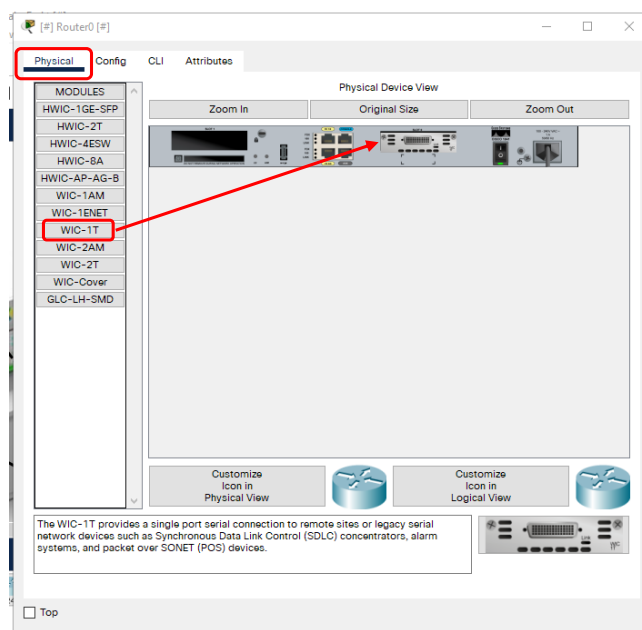 [#] Router0 [#]
Physical
Config
CLI
Attributes
MODULES
HWIC-1GE-SFP
HWIC-2T
HWIC-4ESW
HWIC-8A
HWIC-AP-AG-B
WIC-1AM
WIC-1ENET
WIC-1T
WIC-2AM
WIC-2T
WIC-Cover
GLC-LH-SMD
Physical Device View
Zoom In
Original Size
Zoom Out
Customize
Icon in
Physical View
Customize
Icon in
Logical View
The WIC-1T provides a single port serial connection to remote sites or legacy serial
network devices such as Synchronous Data Link Control (SDLC) concentrators, alarm
systems, and packet over SONET (POS) devices.
Top